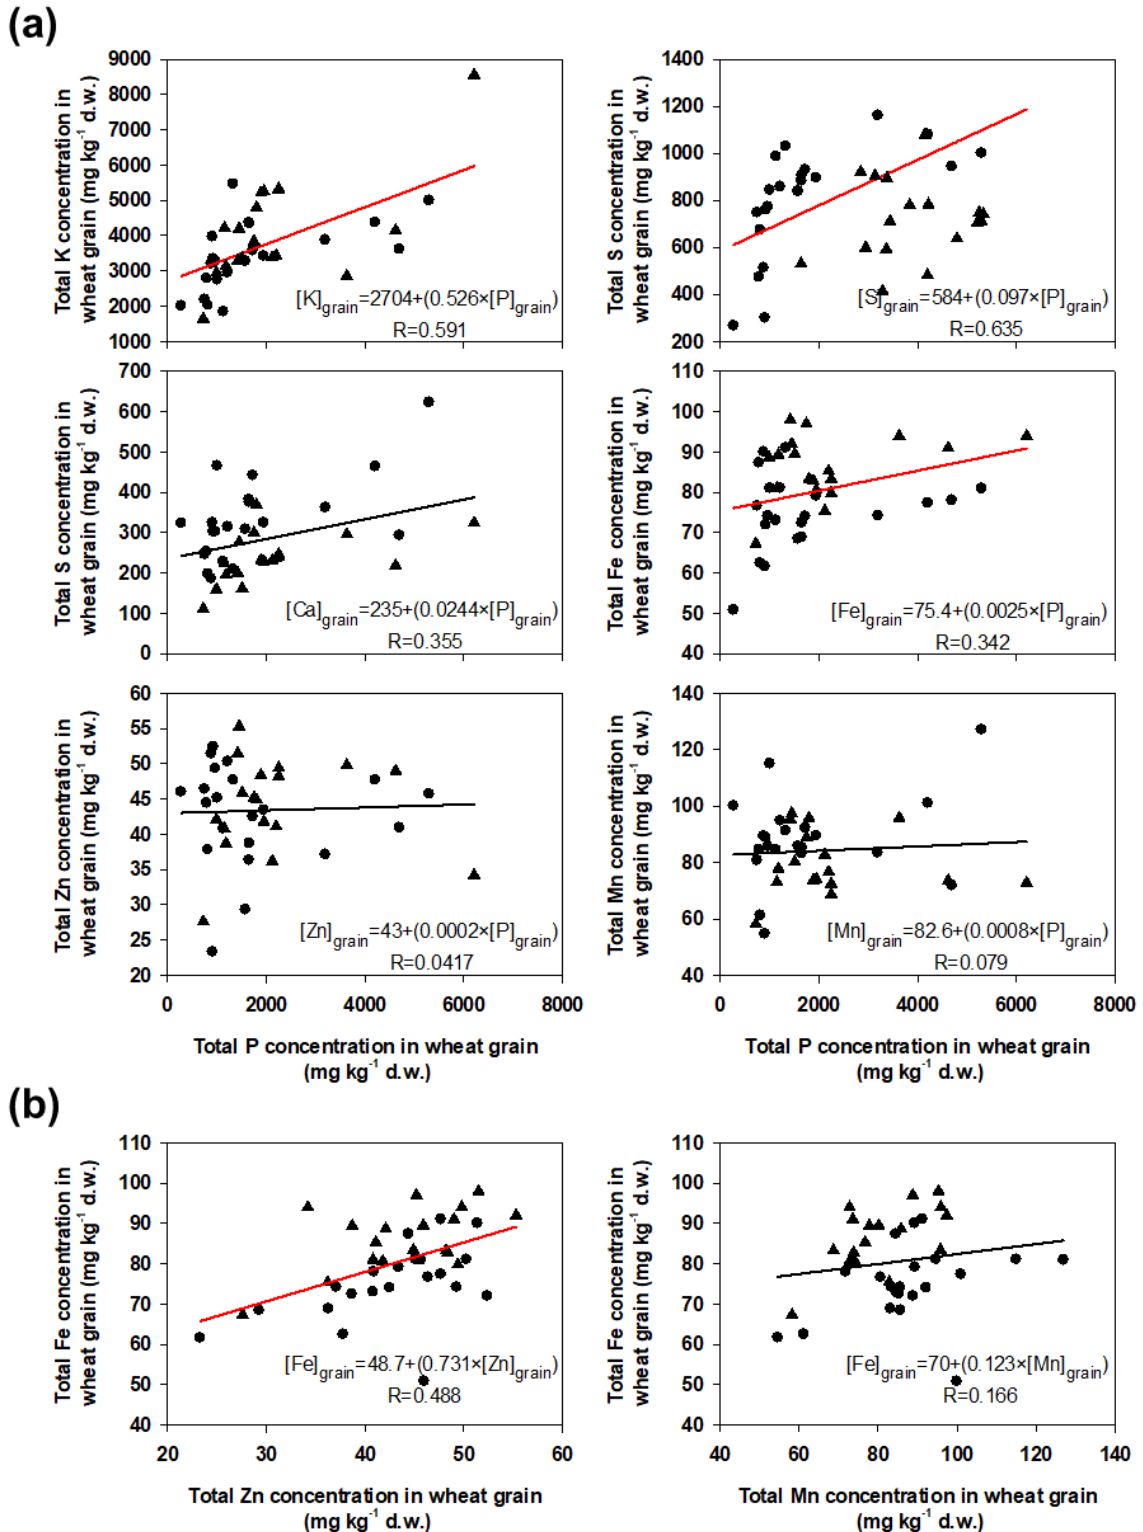 (a)
Total K concentration in
wheat grain (mg kg⁻¹ d.w.)
9000
8000
7000
6000
5000
4000
3000
2000
1000
[K]grain=2704+(0.526×[P]grain)
R=0.591
Total S concentration in
wheat grain (mg kg⁻¹ d.w.)
1400
1200
1000
800
600
400
200
[S]grain=584+(0.097×[P]grain)
R=0.635
Total S concentration in
wheat grain (mg kg⁻¹ d.w.)
700
600
500
400
300
200
100
0
[Ca]grain=235+(0.0244×[P]grain)
R=0.355
Total Fe concentration in
wheat grain (mg kg⁻¹ d.w.)
110
100
90
80
70
60
50
40
[Fe]grain=75.4+(0.0025×[P]grain)
R=0.342
Total Zn concentration in
wheat grain (mg kg⁻¹ d.w.)
60
55
50
45
40
35
30
25
20
[Zn]grain=43+(0.0002×[P]grain)
R=0.0417
0 2000 4000 6000 8000
Total P concentration in wheat grain
(mg kg⁻¹ d.w.)
Total Mn concentration in
wheat grain (mg kg⁻¹ d.w.)
140
120
100
80
60
40
[Mn]grain=82.6+(0.0008×[P]grain)
R=0.079
0 2000 4000 6000 8000
Total P concentration in wheat grain
(mg kg⁻¹ d.w.)
(b)
Total Fe concentration in
wheat grain (mg kg⁻¹ d.w.)
110
100
90
80
70
60
50
40
[Fe]grain=48.7+(0.731×[Zn]grain)
R=0.488
20 30 40 50 60
Total Zn concentration in wheat grain
(mg kg⁻¹ d.w.)
Total Fe concentration in
wheat grain (mg kg⁻¹ d.w.)
110
100
90
80
70
60
50
40
[Fe]grain=70+(0.123×[Mn]grain)
R=0.166
40 60 80 100 120 140
Total Mn concentration in wheat grain
(mg kg⁻¹ d.w.)